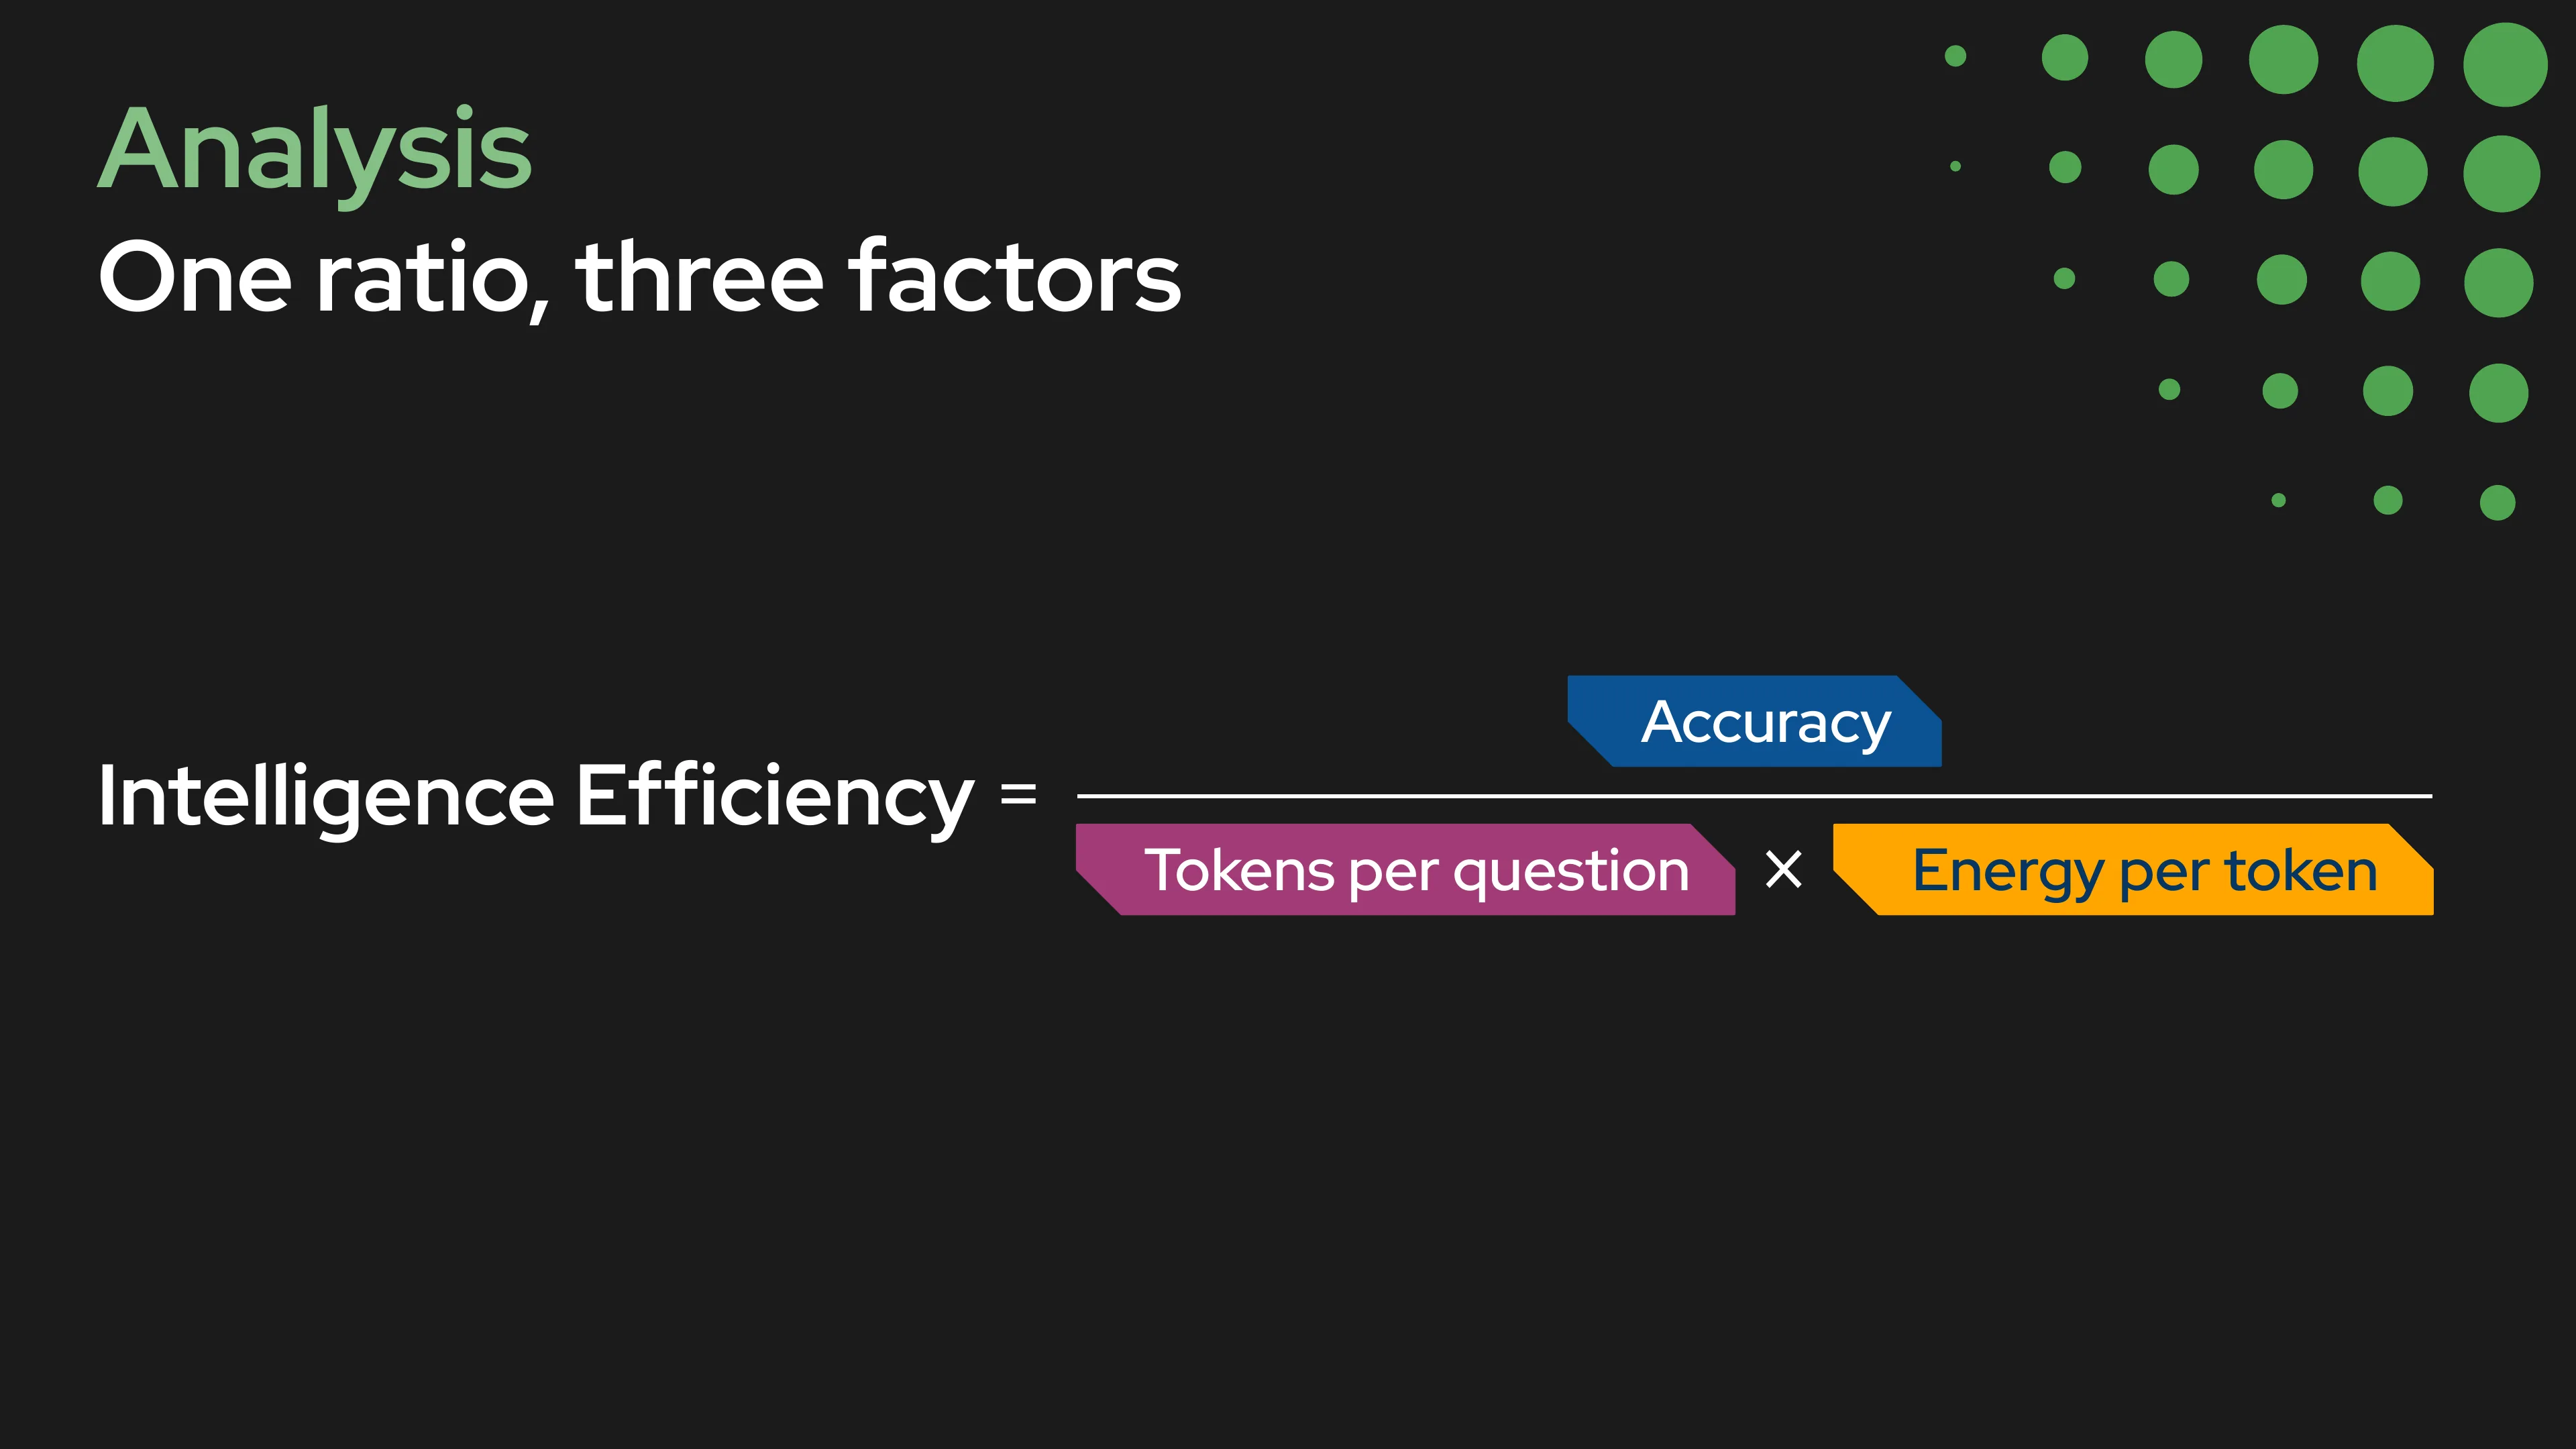 Analysis
One ratio, three factors
Accuracy
Intelligence Efficiency =
Tokens per question × Energy per token